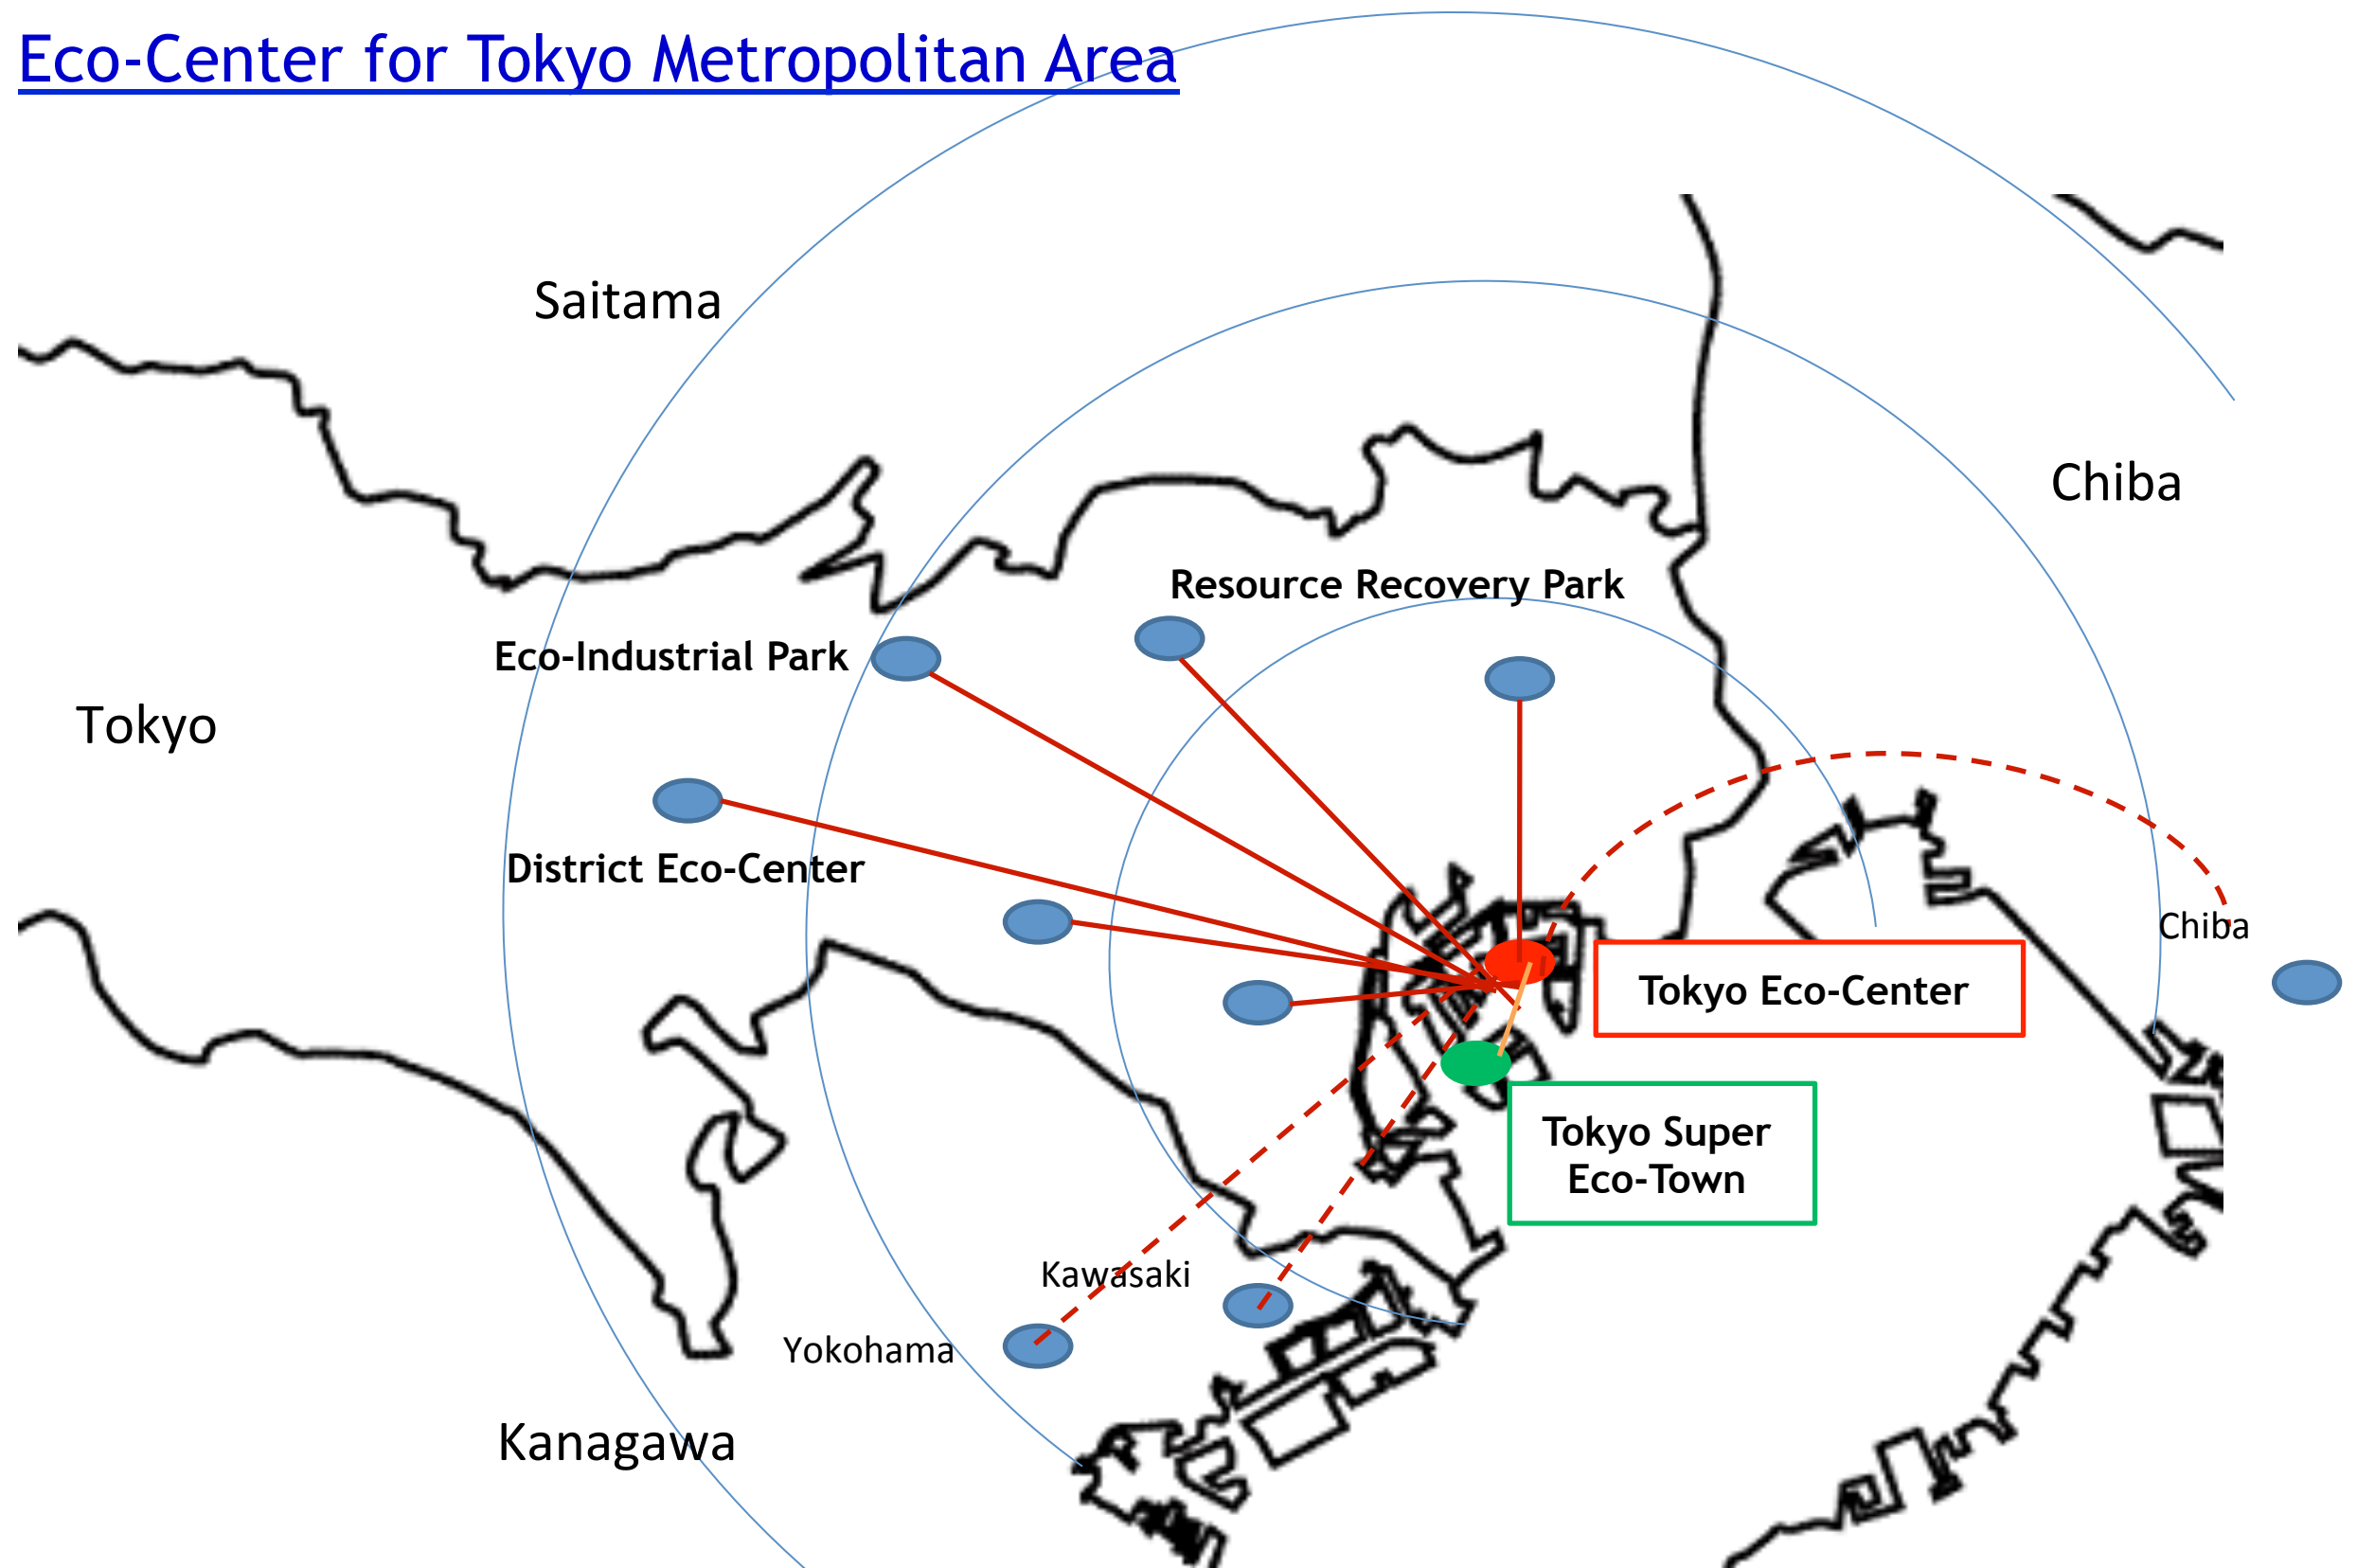 Eco-Center for Tokyo Metropolitan Area
Saitama
Chiba
Resource Recovery Park
Eco-Industrial Park
Tokyo
District Eco-Center
Chiba
Tokyo Eco-Center
Tokyo Super
Eco-Town
Kawasaki
Yokohama
Kanagawa